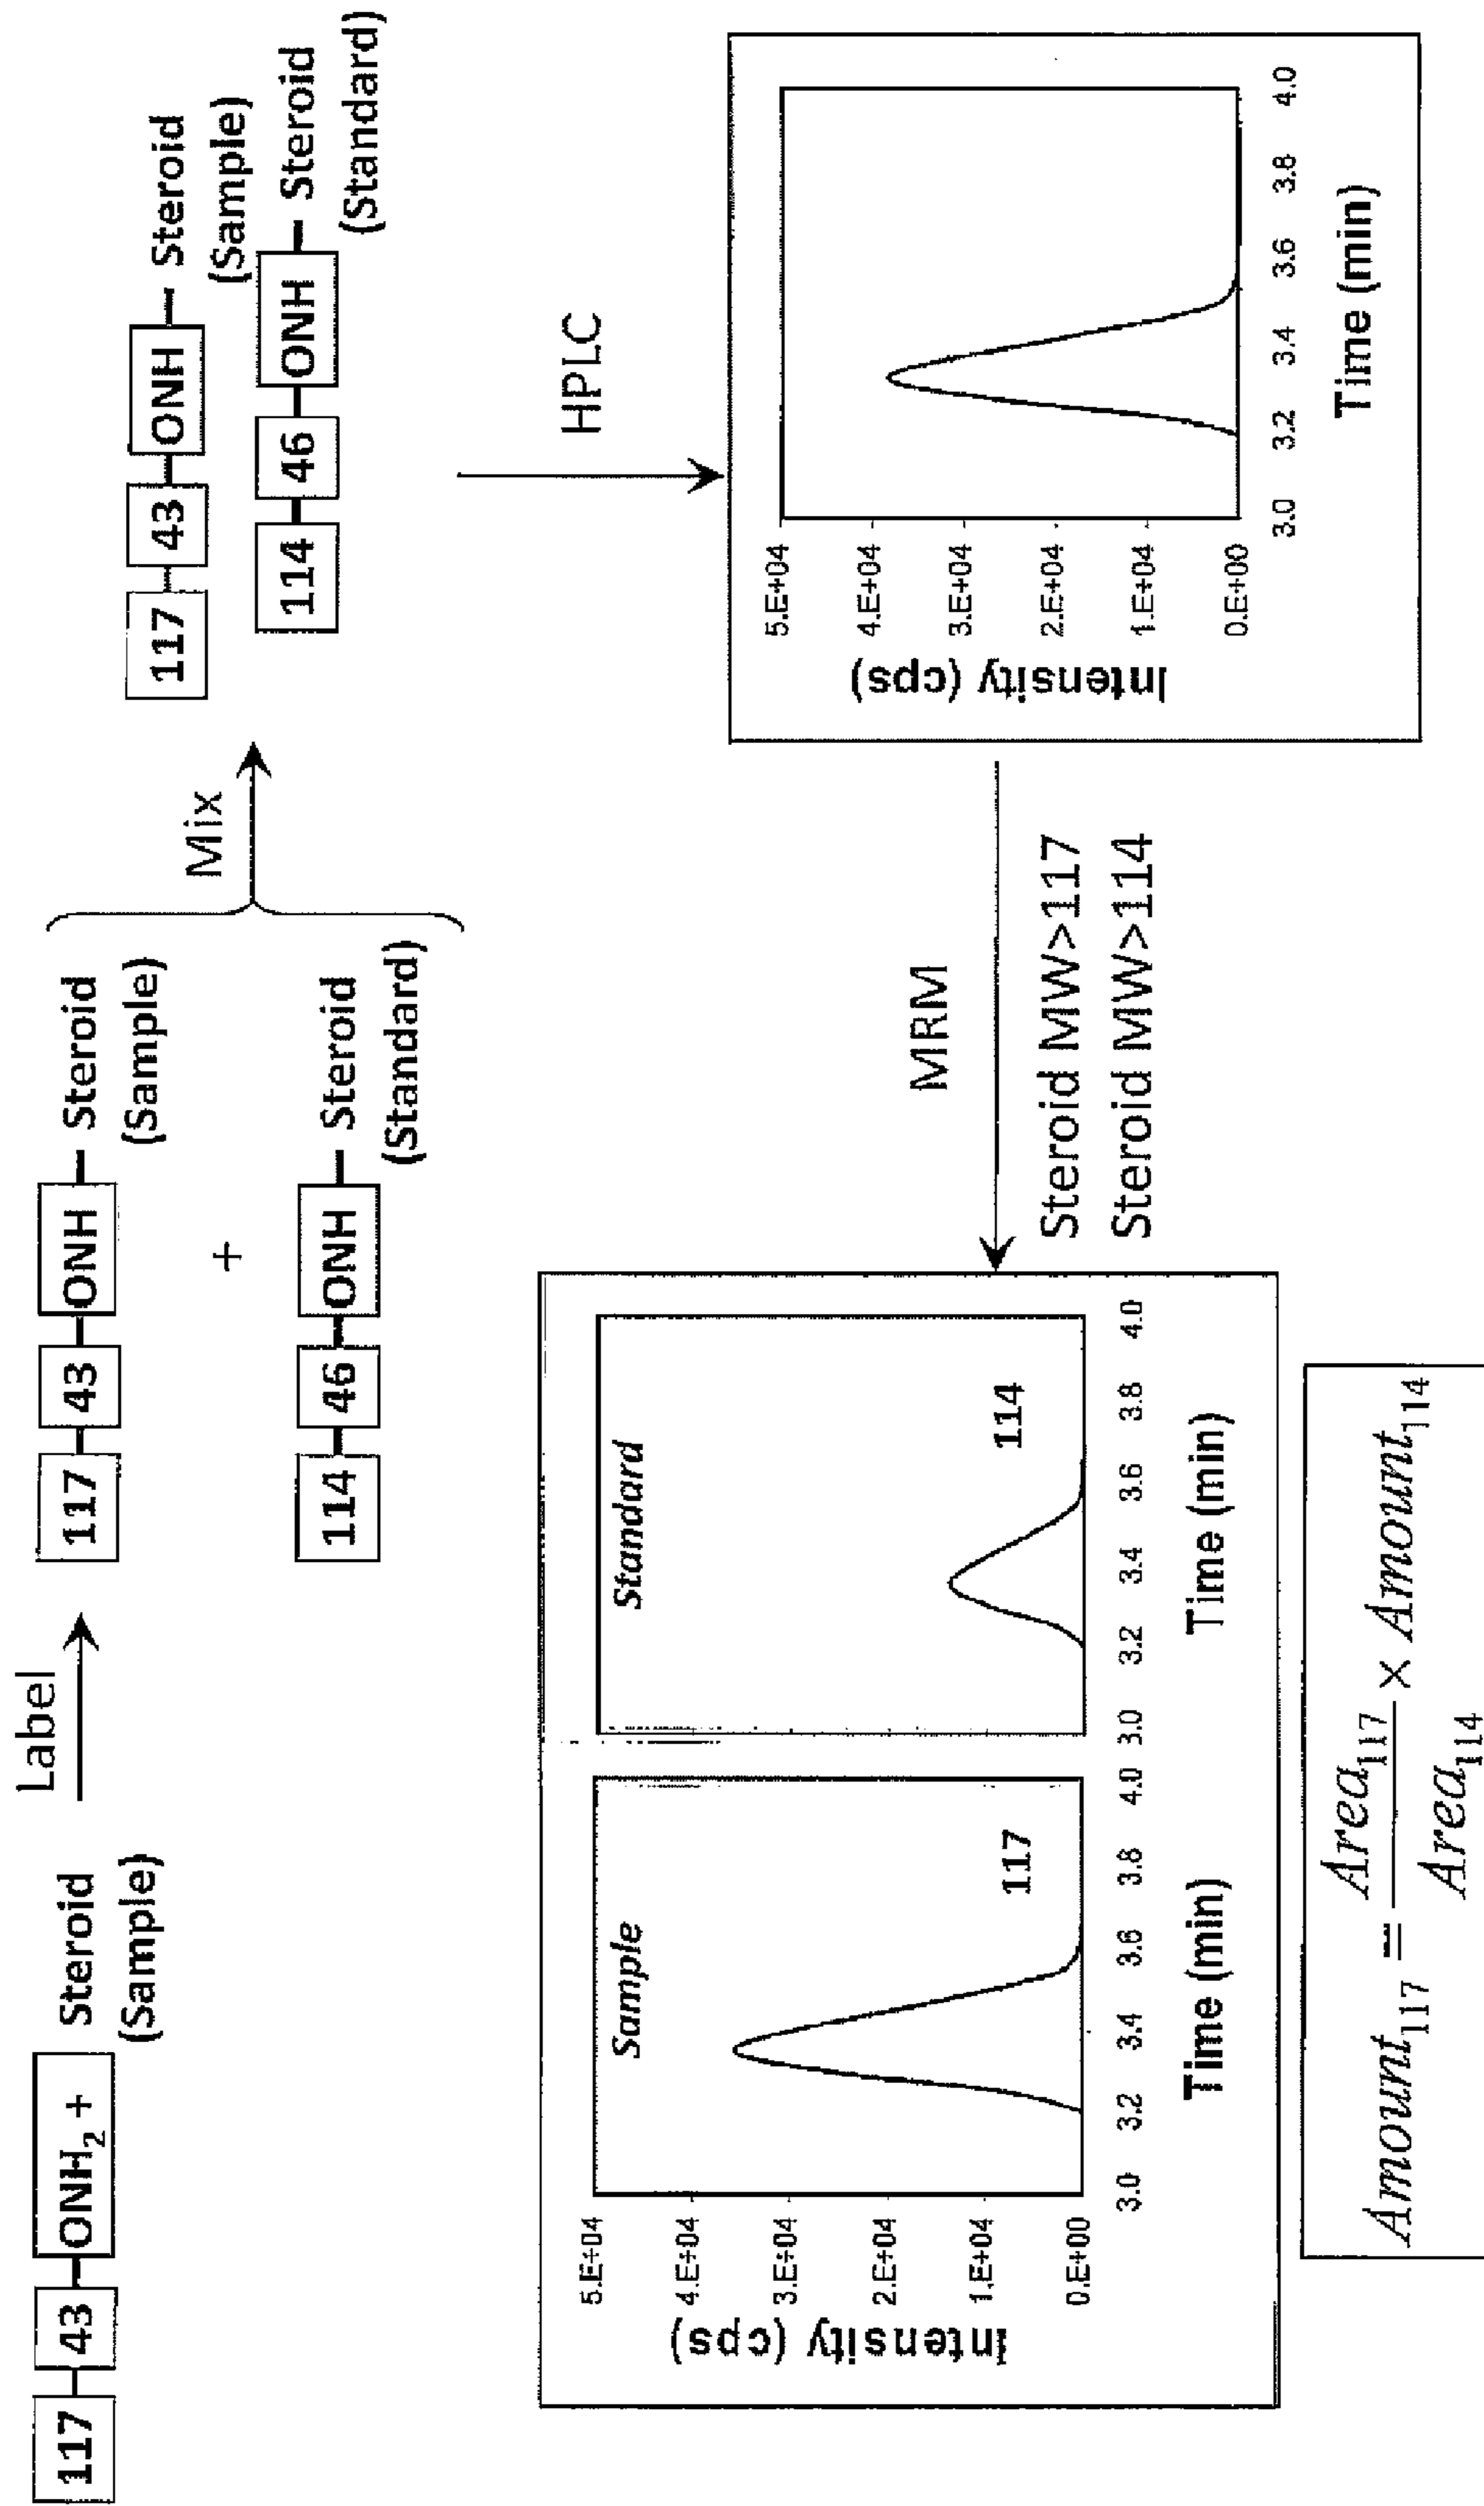 117 43 ONH₂ + Steroid
(Sample)
Label
117 43 ONH Steroid
(Sample)
+
114 46 ONH Steroid
(Standard)
Mix
117 43 ONH Steroid
(Sample)
114 46 ONH Steroid
(Standard)
HPLC
Intensity (cps)
5.E+04
4.E+04
3.E+04
2.E+04
1.E+04
0.E+00
3.0 3.2 3.4 3.6 3.8 4.0
Time (min)
MRM
Steroid MW>117
Steroid MW>114
Intensity (cps)
5.E+04
4.E+04
3.E+04
2.E+04
1.E+04
0.E+00
Sample
117
3.0 3.2 3.4 3.6 3.8 4.0
Time (min)
Standard
114
3.0 3.2 3.4 3.6 3.8 4.0
Time (min)
Amount₁₁₇ = Area₁₁₇ × Amount₁₁₄
Area₁₁₄